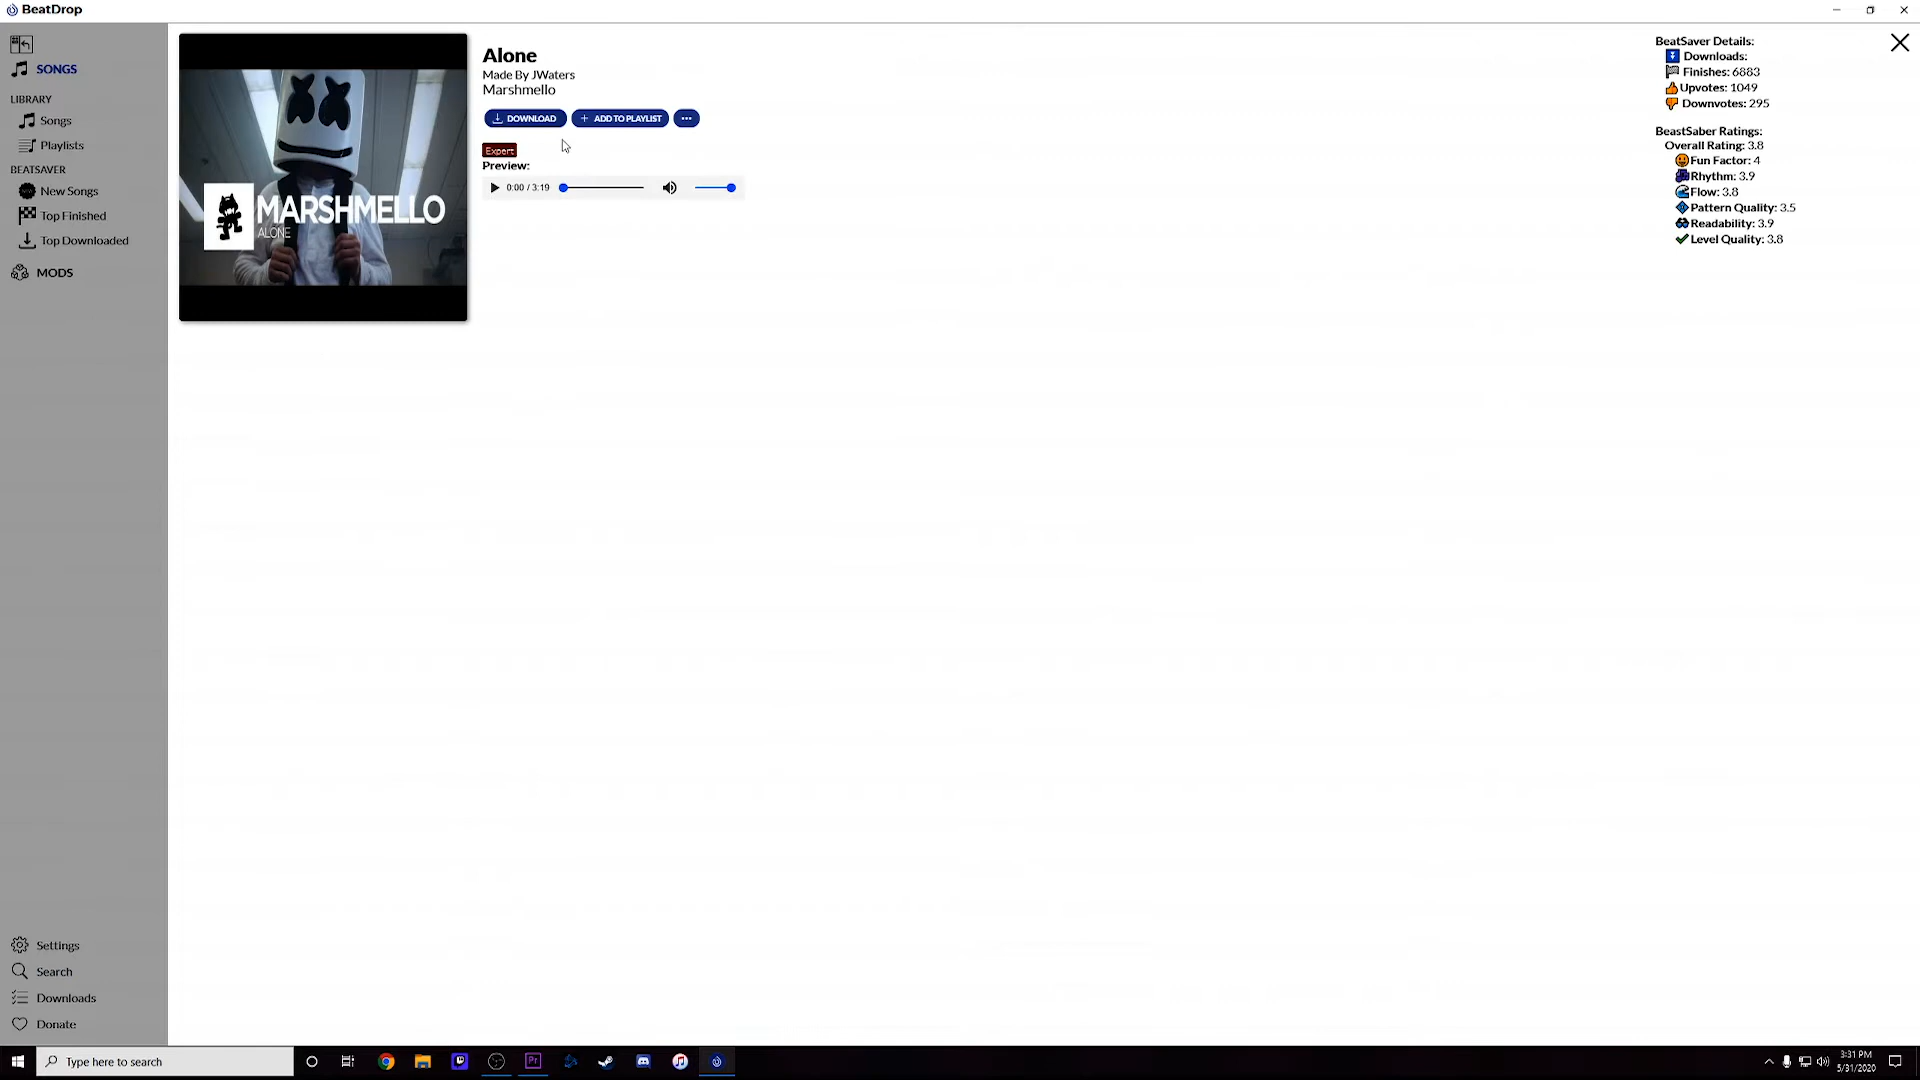 BeatDrop
SONGS
LIBRARY
Songs
Playlists
BEATSAVER
New Songs
Top Finished
Top Downloaded
MODS
Settings
Search
Downloads
Donate
MARSHMELLO
ALONE
Alone
Made By JWaters
Marshmello
DOWNLOAD
ADD TO PLAYLIST
Expert
Preview:
0:00 / 3:19
BeatSaver Details:
Downloads:
Finishes: 6883
Upvotes: 1049
Downvotes: 295
BeastSaber Ratings:
Overall Rating: 3.8
Fun Factor: 4
Rhythm: 3.9
Flow: 3.8
Pattern Quality: 3.5
Readability: 3.9
Level Quality: 3.8
Type here to search
Pr
3:31 PM
5/31/2020